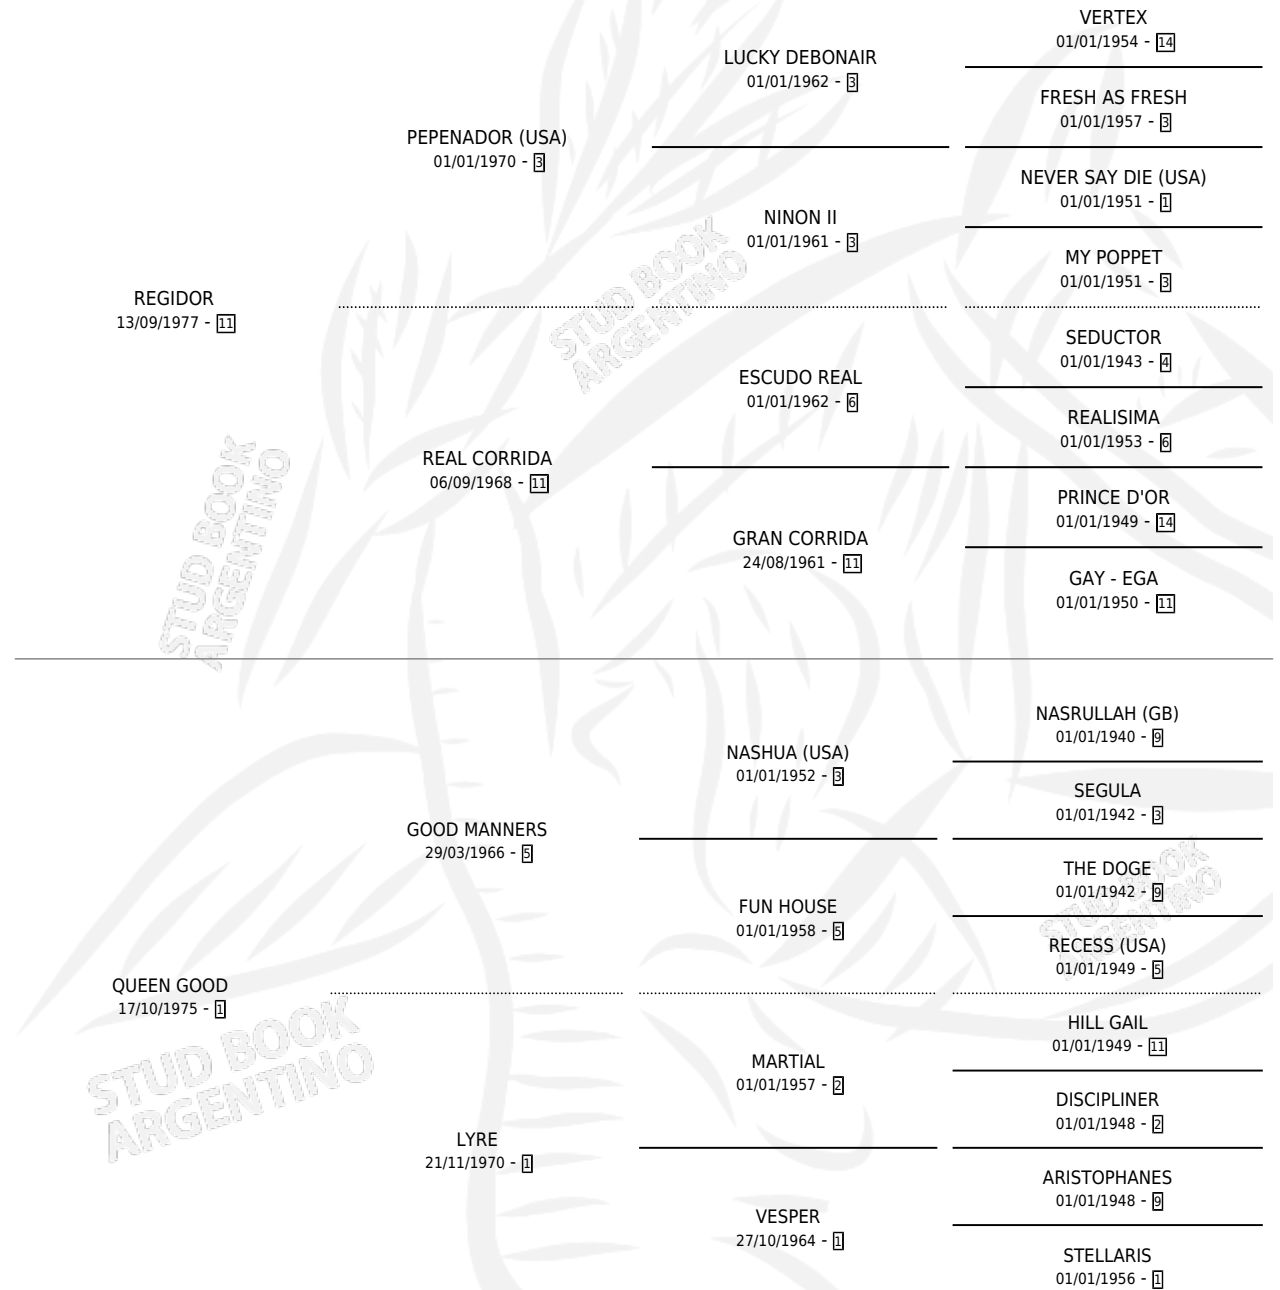 VERTEX
01/01/1954 - 14
LUCKY DEBONAIR
01/01/1962 - 3
FRESH AS FRESH
01/01/1957 - 3
PEPENADOR (USA)
01/01/1970 - 3
NEVER SAY DIE (USA)
01/01/1951 - 1
NINON II
01/01/1961 - 3
MY POPPET
01/01/1951 - 3
REGIDOR
13/09/1977 - 11
SEDUCTOR
01/01/1943 - 4
ESCUDO REAL
01/01/1962 - 6
REALISIMA
01/01/1953 - 6
REAL CORRIDA
06/09/1968 - 11
PRINCE D'OR
01/01/1949 - 14
GRAN CORRIDA
24/08/1961 - 11
GAY - EGA
01/01/1950 - 11
NASRULLAH (GB)
01/01/1940 - 9
NASHUA (USA)
01/01/1952 - 3
SEGULA
01/01/1942 - 3
GOOD MANNERS
29/03/1966 - 5
THE DOGE
01/01/1942 - 9
FUN HOUSE
01/01/1958 - 5
RECESS (USA)
01/01/1949 - 5
QUEEN GOOD
17/10/1975 - 1
HILL GAIL
01/01/1949 - 11
MARTIAL
01/01/1957 - 2
DISCIPLINER
01/01/1948 - 2
LYRE
21/11/1970 - 1
ARISTOPHANES
01/01/1948 - 9
VESPER
27/10/1964 - 1
STELLARIS
01/01/1956 - 1
STUD BOOK
ARGENTINO
STUD BOOK
ARGENTINO
STUD BOOK
ARGENTINO
STUD BOOK
ARGENTINO